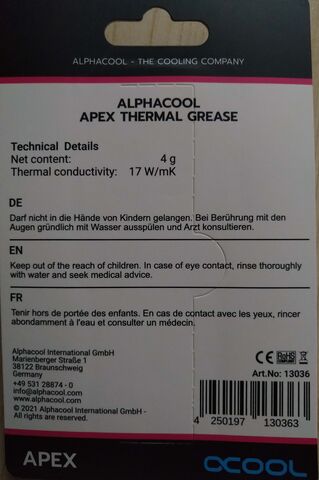 ALPHACOOL - THE COOLING COMPANY
ALPHACOOL
APEX THERMAL GREASE
Technical Details
Net content: 4 g
Thermal conductivity: 17 W/mK
DE
Darf nicht in die Hände von Kindern gelangen. Bei Berührung mit den
Augen gründlich mit Wasser ausspülen und Arzt konsultieren.
EN
Keep out of the reach of children. In case of eye contact, rinse thoroughly
with water and seek medical advice.
FR
Tenir hors de portée des enfants. En cas de contact avec les yeux, rincer
abondamment à l'eau et consulter un médecin.
Alphacool International GmbH
Marienberger Straße 1
38122 Braunschweig
Germany
+49 531 28874 - 0
info@alphacool.com
www.alphacool.com
© 2021 Alphacool International GmbH -
All rights are reserved.
CE RoHS
Art.No: 13036
4 250197 130363
APEX
ACOOL